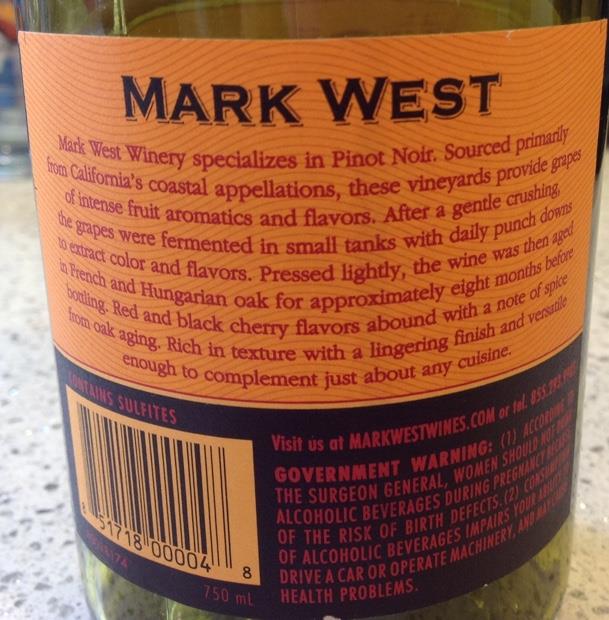 MARK WEST
Mark West Winery specializes in Pinot Noir. Sourced primarily
from California's coastal appellations, these vineyards provide grapes
of intense fruit aromatics and flavors. After a gentle crushing,
the grapes were fermented in small tanks with daily punch downs
to extract color and flavors. Pressed lightly, the wine was then aged
in French and Hungarian oak for approximately eight months before
bottling. Red and black cherry flavors abound with a note of spice
from oak aging. Rich in texture with a lingering finish and versatile
enough to complement just about any cuisine.
CONTAINS SULFITES
8 51718 00004 8
750 mL
Visit us at MARKWESTWINES.COM or tel. 855.
GOVERNMENT WARNING: (1) ACCORDING TO
THE SURGEON GENERAL, WOMEN SHOULD NOT DRINK
ALCOHOLIC BEVERAGES DURING PREGNANCY BECAUSE
OF THE RISK OF BIRTH DEFECTS. (2) CONSUMPTION
OF ALCOHOLIC BEVERAGES IMPAIRS YOUR ABILITY TO
DRIVE A CAR OR OPERATE MACHINERY, AND MAY CAUSE
HEALTH PROBLEMS.